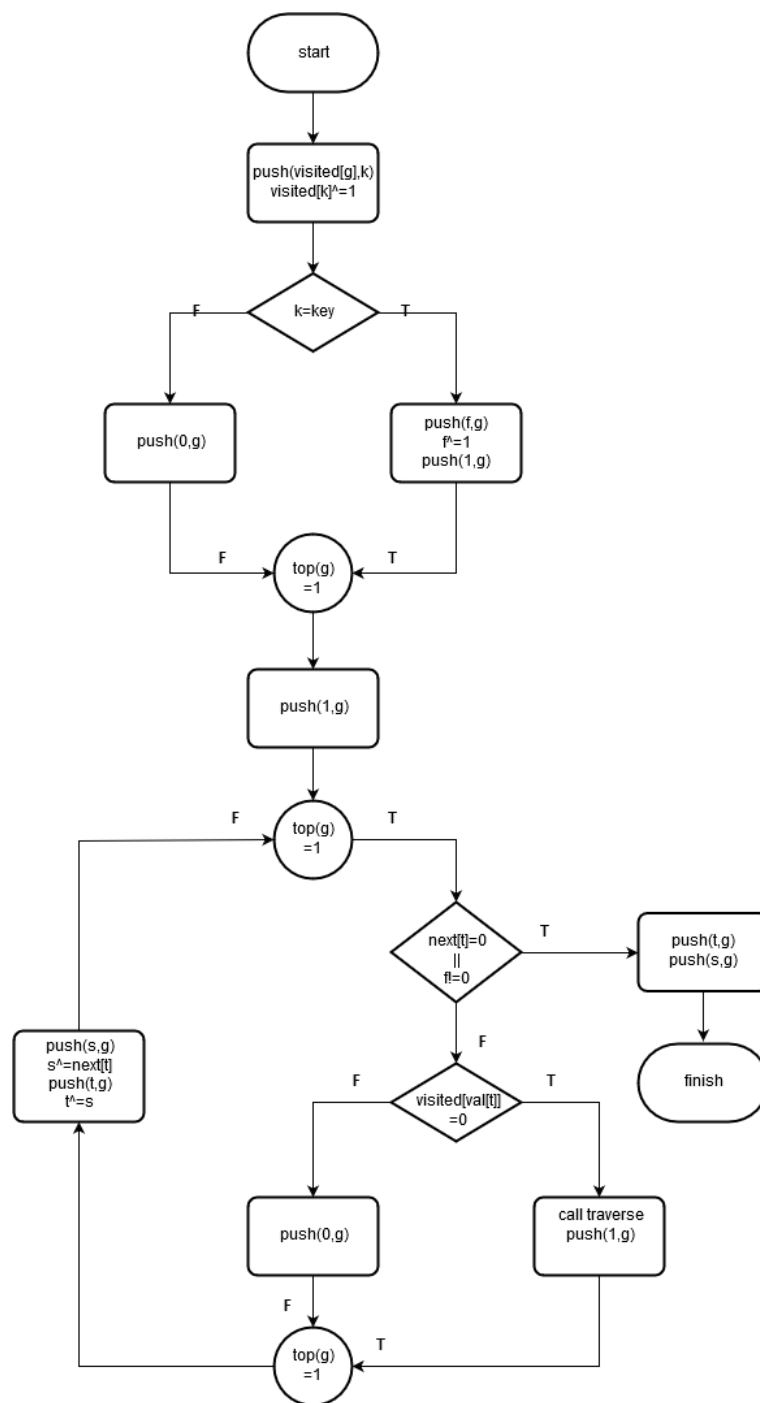 start
push(visited[g],k)
visited[k]^=1
k=key
F
T
push(0,g)
push(f,g)
f^=1
push(1,g)
F
T
top(g)
=1
push(1,g)
F
T
top(g)
=1
next[t]=0
||
f!=0
T
push(t,g)
push(s,g)
F
finish
push(s,g)
s^=next[t]
push(t,g)
t^=s
F
T
visited[val[t]]
=0
push(0,g)
call traverse
push(1,g)
F
T
top(g)
=1